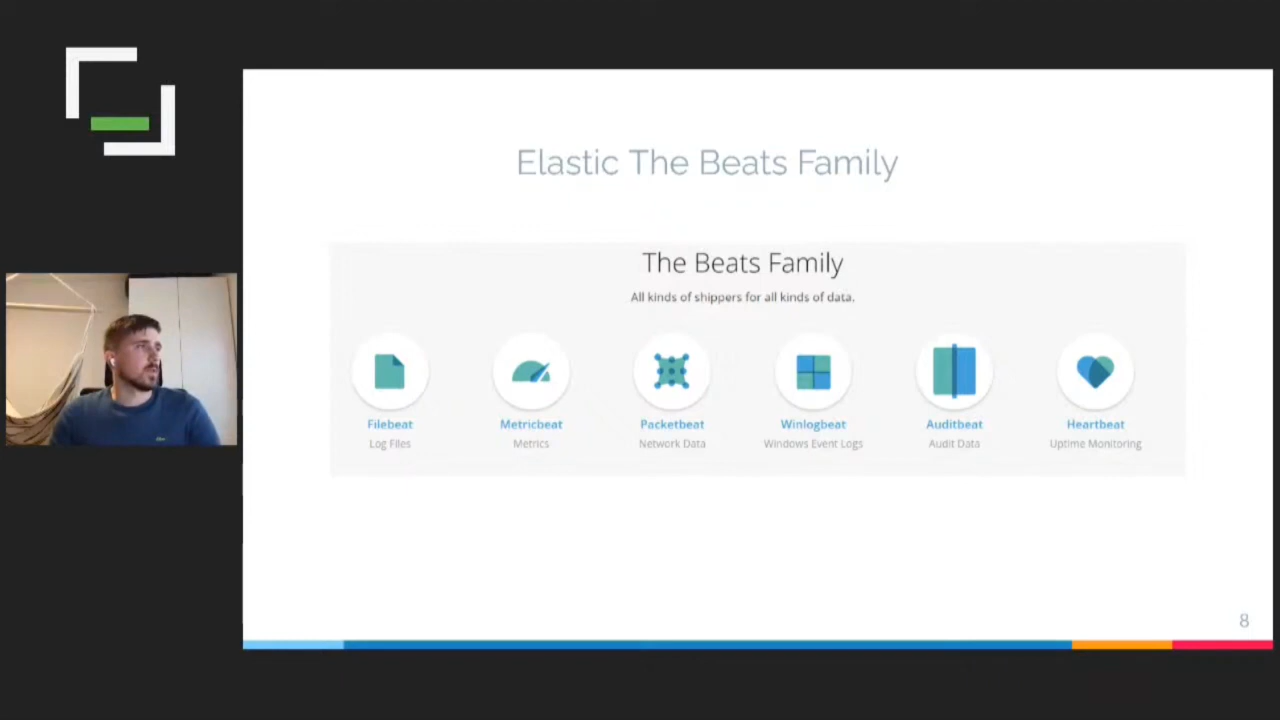 Elastic The Beats Family
The Beats Family
All kinds of shippers for all kinds of data.
Filebeat
Log Files
Metricbeat
Metrics
Packetbeat
Network Data
Winlogbeat
Windows Event Logs
Auditbeat
Audit Data
Heartbeat
Uptime Monitoring
8